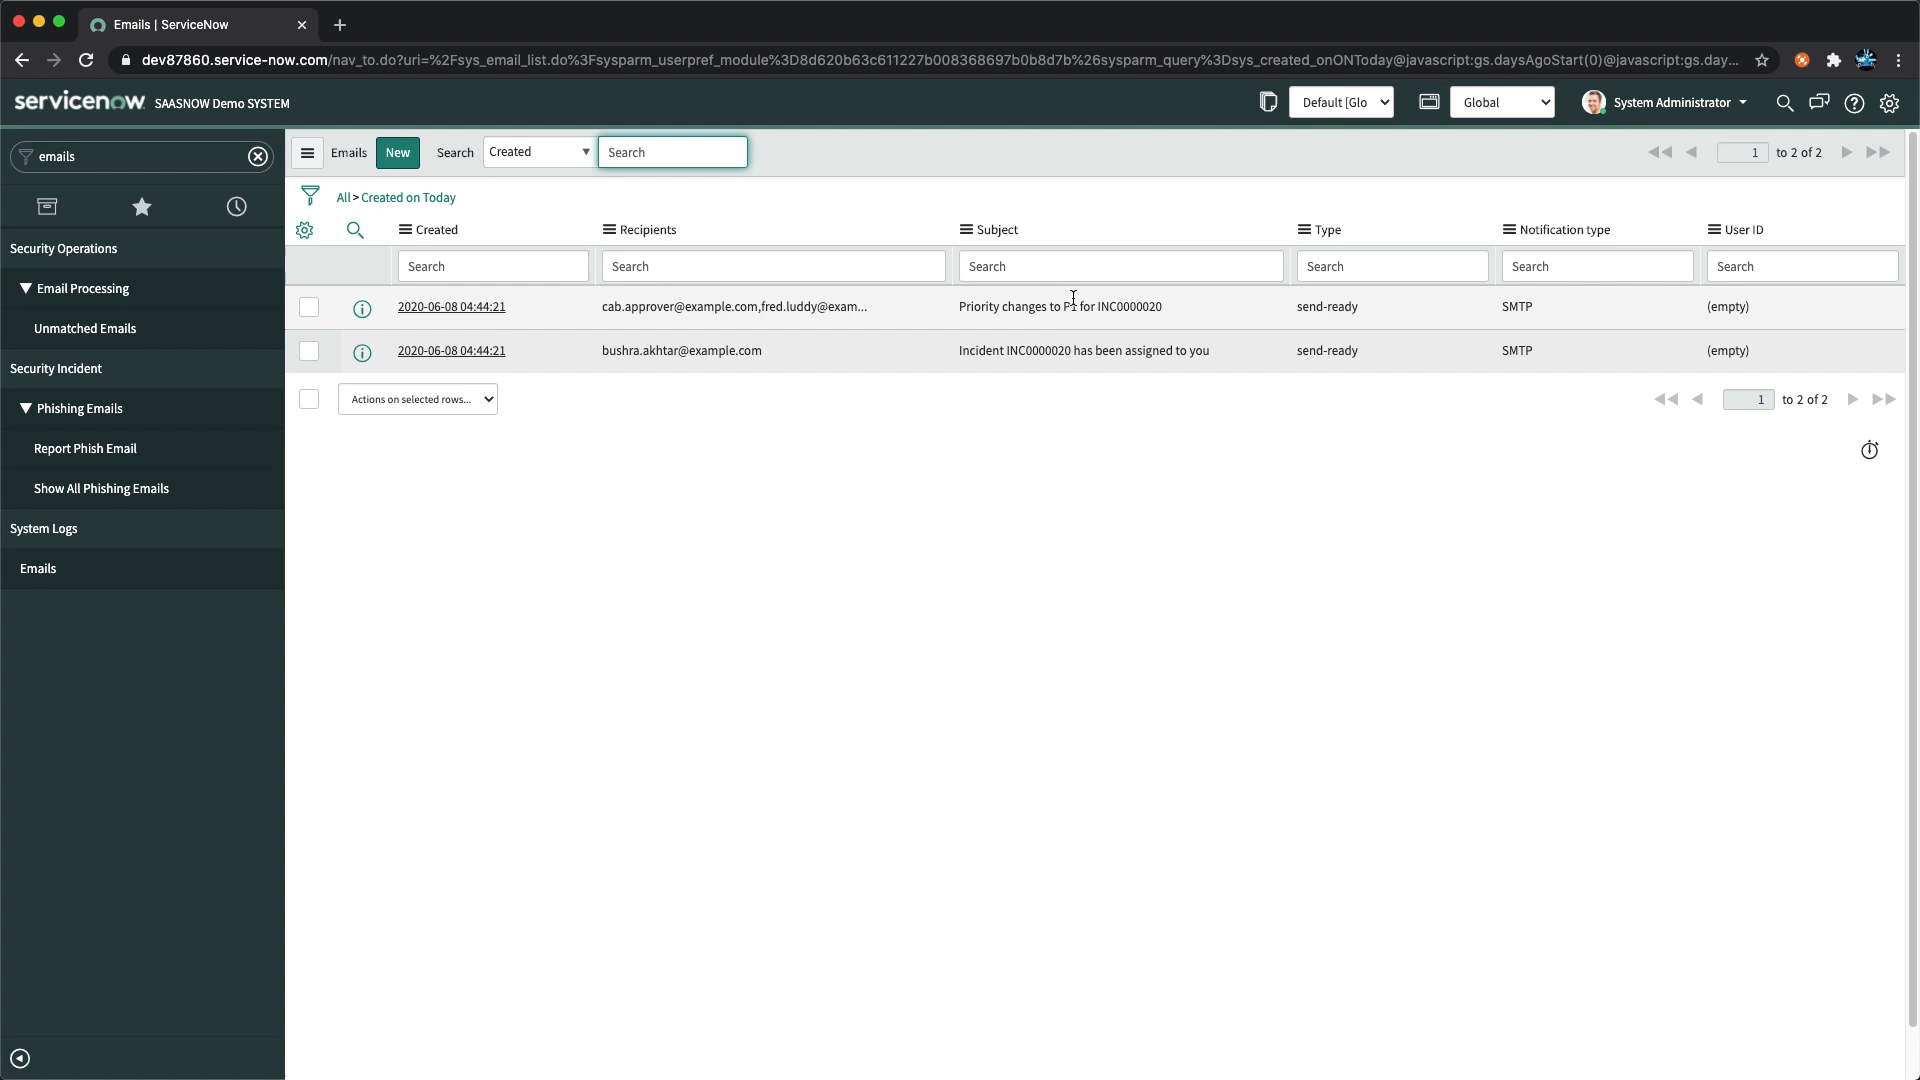 Emails | ServiceNow
dev87860.service-now.com/nav_to.do?uri=%2Fsys_email_list.do%3Fsysparm_userpref_module%3D8d620b63c611227b008368697b0b8d7b%26sysparm_query%3Dsys_created_onONToday@javascript:gs.daysAgoStart(0)@javascript:gs.day...
servicenow SAASNOW Demo SYSTEM
Default [Glo
Global
System Administrator
emails
Emails New Search Created Search
1 to 2 of 2
All > Created on Today
Created Recipients Subject Type Notification type User ID
Search Search Search Search Search Search
2020-06-08 04:44:21 cab.approver@example.com,fred.luddy@exam... Priority changes to P1 for INC0000020 send-ready SMTP (empty)
2020-06-08 04:44:21 bushra.akhtar@example.com Incident INC0000020 has been assigned to you send-ready SMTP (empty)
Actions on selected rows...
1 to 2 of 2
Security Operations
Email Processing
Unmatched Emails
Security Incident
Phishing Emails
Report Phish Email
Show All Phishing Emails
System Logs
Emails